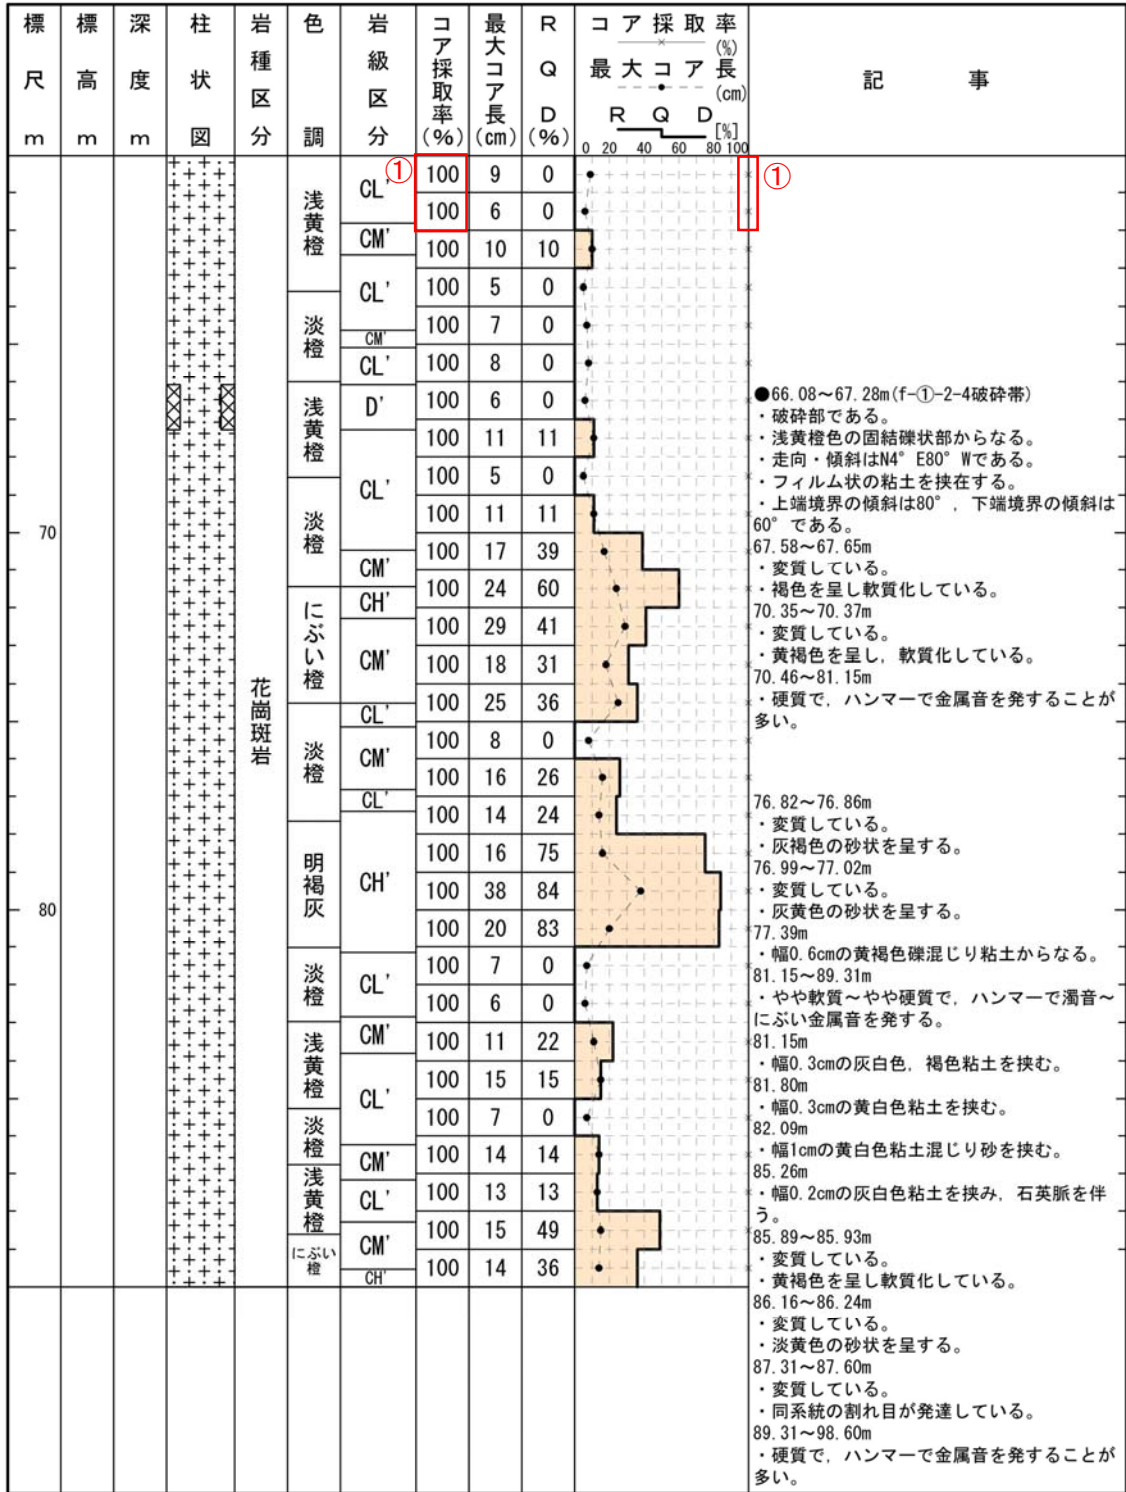 標尺m
標高m
深度m
柱状図
岩種区分
色調
岩級区分
コア採取率(%)
最大コア長(cm)
RQD(%)
コア採取率(%)
最大コア長(cm)
RQD[%]
0 20 40 60 80 100
記事
①
①
70
80
花崗斑岩
浅黄橙
淡橙
浅黄橙
淡橙
にぶい橙
淡橙
明褐灰
淡橙
浅黄橙
淡橙
浅黄橙
にぶい橙
CL'
CM'
CL'
CM'
CL'
D'
CL'
CM'
CH'
CM'
CL'
CM'
CL'
CH'
CL'
CM'
CL'
CM'
CL'
CM'
CH'
100 9 0
100 6 0
100 10 10
100 5 0
100 7 0
100 8 0
100 6 0
100 11 11
100 5 0
100 11 11
100 17 39
100 24 60
100 29 41
100 18 31
100 25 36
100 8 0
100 16 26
100 14 24
100 16 75
100 38 84
100 20 83
100 7 0
100 6 0
100 11 22
100 15 15
100 7 0
100 14 14
100 13 13
100 15 49
100 14 36
●66.08～67.28m(f-①-2-4破砕帯)
・破砕部である。
・浅黄橙色の固結礫状部からなる。
・走向・傾斜はN4°E80°Wである。
・フィルム状の粘土を挟在する。
・上端境界の傾斜は80°, 下端境界の傾斜は
60°である。
67.58～67.65m
・変質している。
・褐色を呈し軟質化している。
70.35～70.37m
・変質している。
・黄褐色を呈し, 軟質化している。
70.46～81.15m
・硬質で, ハンマーで金属音を発することが
多い。
76.82～76.86m
・変質している。
・灰褐色の砂状を呈する。
76.99～77.02m
・変質している。
・灰黄色の砂状を呈する。
77.39m
・幅0.6cmの黄褐色礫混じり粘土からなる。
81.15～89.31m
・やや軟質～やや硬質で, ハンマーで濁音～
にぶい金属音を発する。
81.15m
・幅0.3cmの灰白色, 褐色粘土を挟む。
81.80m
・幅0.3cmの黄白色粘土を挟む。
82.09m
・幅1cmの黄白色粘土混じり砂を挟む。
85.26m
・幅0.2cmの灰白色粘土を挟み, 石英脈を伴
う。
85.89～85.93m
・変質している。
・黄褐色を呈し軟質化している。
86.16～86.24m
・変質している。
・淡黄色の砂状を呈する。
87.31～87.60m
・変質している。
・同系統の割れ目が発達している。
89.31～98.60m
・硬質で, ハンマーで金属音を発することが
多い。